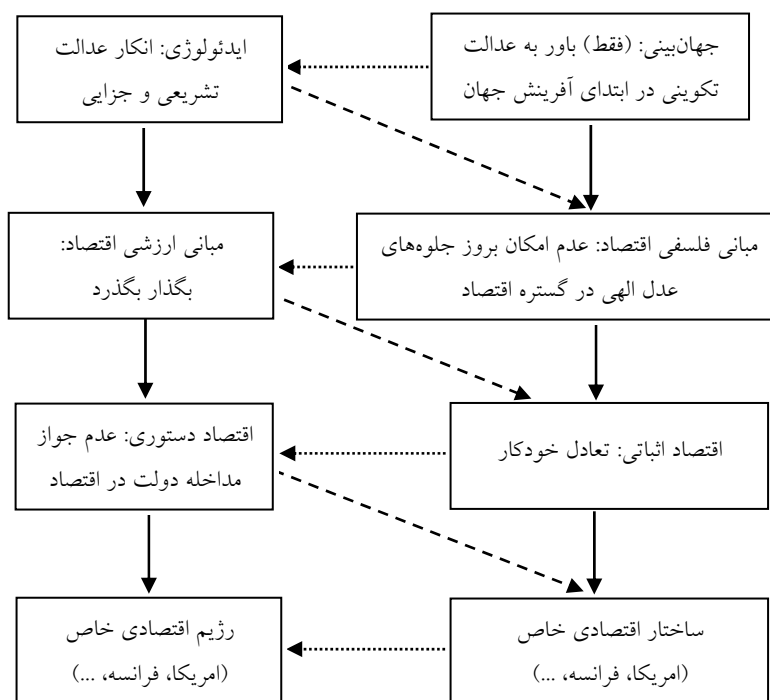 جهان‌بینی: (فقط) باور به عدالت
تکوینی در ابتدای آفرینش جهان
ایدئولوژی: انکار عدالت
تشریعی و جزایی
مبانی فلسفی اقتصاد: عدم امکان بروز جلوه‌های
عدل الهی در گستره اقتصاد
مبانی ارزشی اقتصاد:
بگذار بگذرد
اقتصاد اثباتی: تعادل خودکار
اقتصاد دستوری: عدم جواز
مداخله دولت در اقتصاد
ساختار اقتصادی خاص
(امریکا، فرانسه، ...)
رژیم اقتصادی خاص
(امریکا، فرانسه، ...)